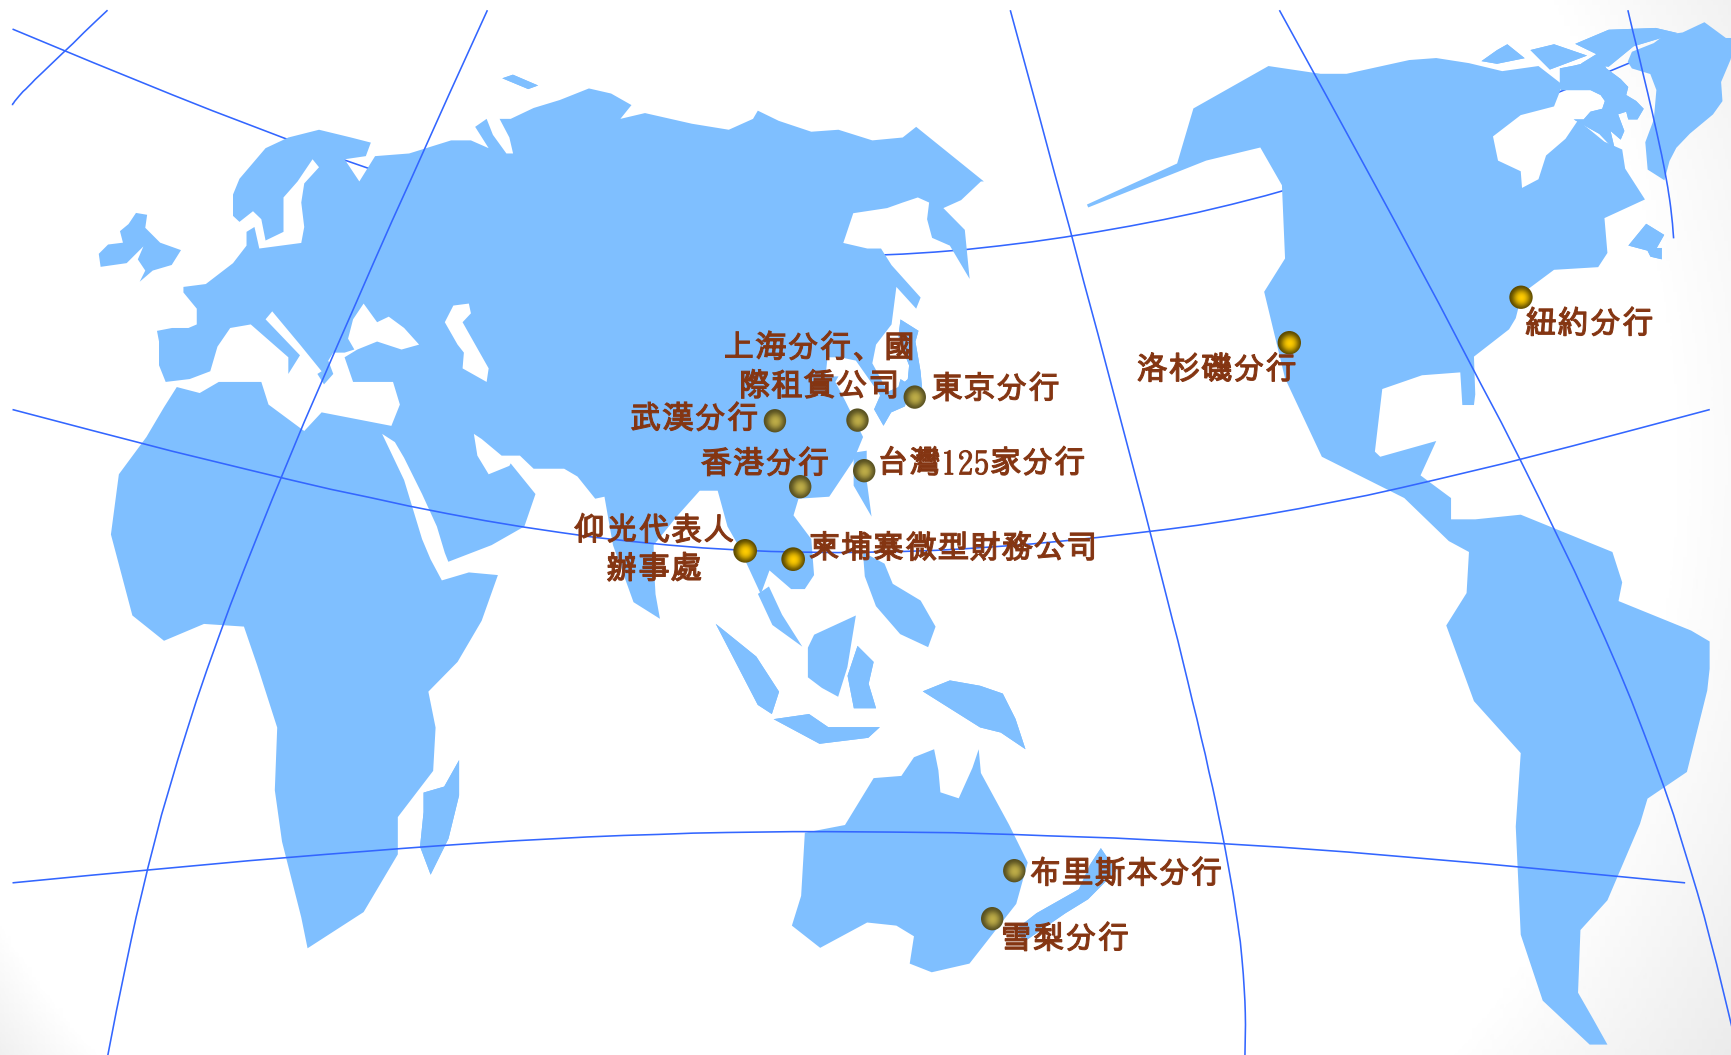 紐約分行
上海分行、國
際租賃公司
洛杉磯分行
東京分行
武漢分行
香港分行
台灣125家分行
仰光代表人
辦事處
柬埔寨微型財務公司
布里斯本分行
雪梨分行